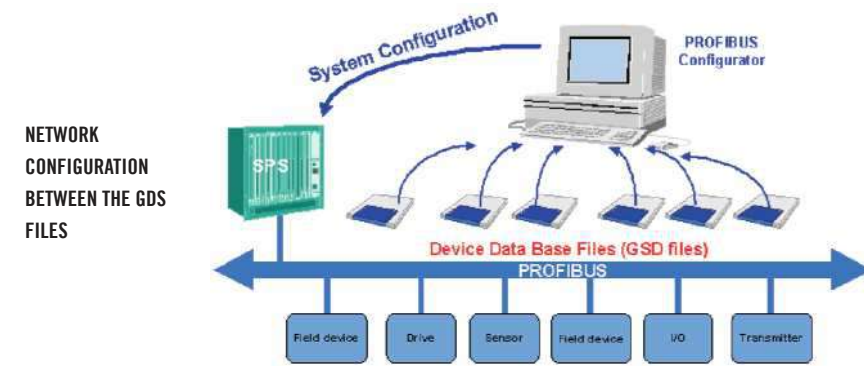 NETWORK
CONFIGURATION
BETWEEN THE GDS
FILES
System Configuration
PROFIBUS
Configurator
SPS
Device Data Base Files (GSD files)
PROFIBUS
Field device
Drive
Sensor
Field device
I/O
Transmitter